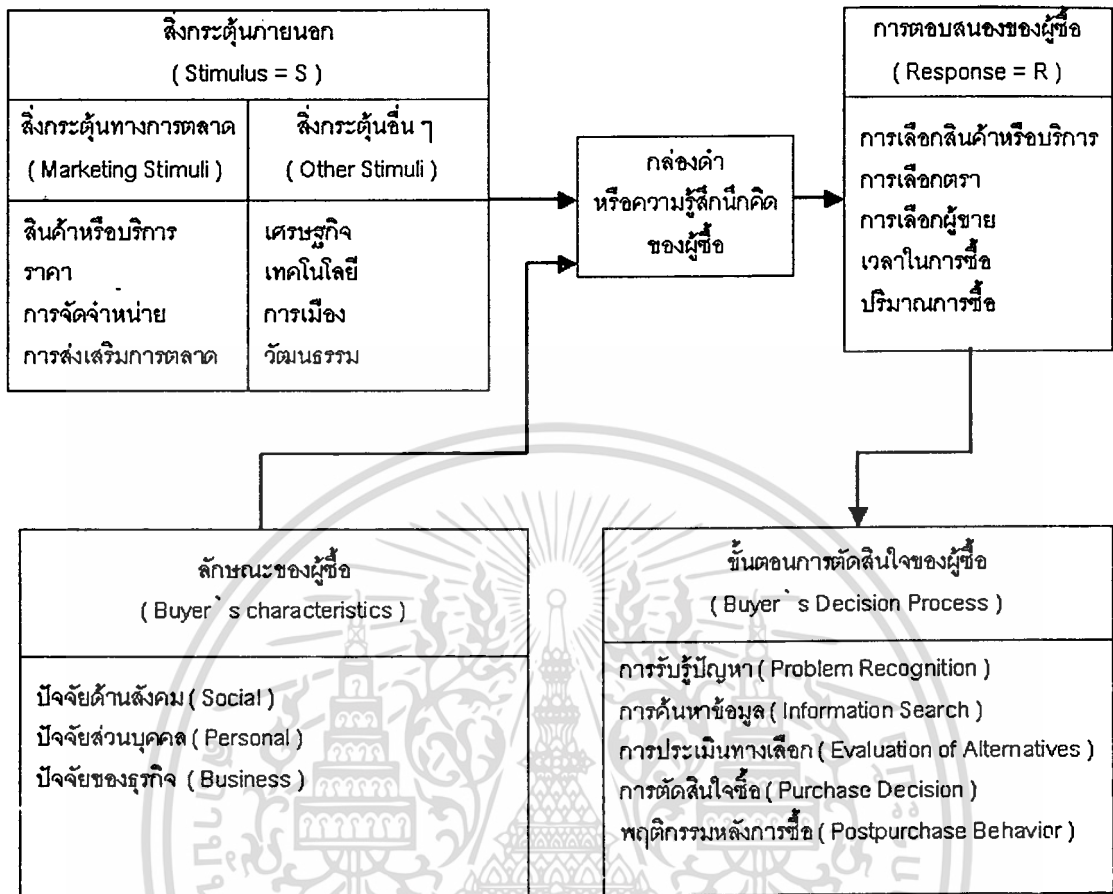 สิ่งกระตุ้นภายนอก
( Stimulus = S )
สิ่งกระตุ้นทางการตลาด
( Marketing Stimuli )
สินค้าหรือบริการ
ราคา
การจัดจำหน่าย
การส่งเสริมการตลาด
สิ่งกระตุ้นอื่น ๆ
( Other Stimuli )
เศรษฐกิจ
เทคโนโลยี
การเมือง
วัฒนธรรม
กล่องดำ
หรือความรู้สึกนึกคิด
ของผู้ซื้อ
การตอบสนองของผู้ซื้อ
( Response = R )
การเลือกสินค้าหรือบริการ
การเลือกตรา
การเลือกผู้ขาย
เวลาในการซื้อ
ปริมาณการซื้อ
ลักษณะของผู้ซื้อ
( Buyer`s characteristics )
ปัจจัยด้านสังคม ( Social )
ปัจจัยส่วนบุคคล ( Personal )
ปัจจัยของธุรกิจ ( Business )
ขั้นตอนการตัดสินใจของผู้ซื้อ
( Buyer`s Decision Process )
การรับรู้ปัญหา ( Problem Recognition )
การค้นหาข้อมูล ( Information Search )
การประเมินทางเลือก ( Evaluation of Alternatives )
การตัดสินใจซื้อ ( Purchase Decision )
พฤติกรรมหลังการซื้อ ( Postpurchase Behavior )